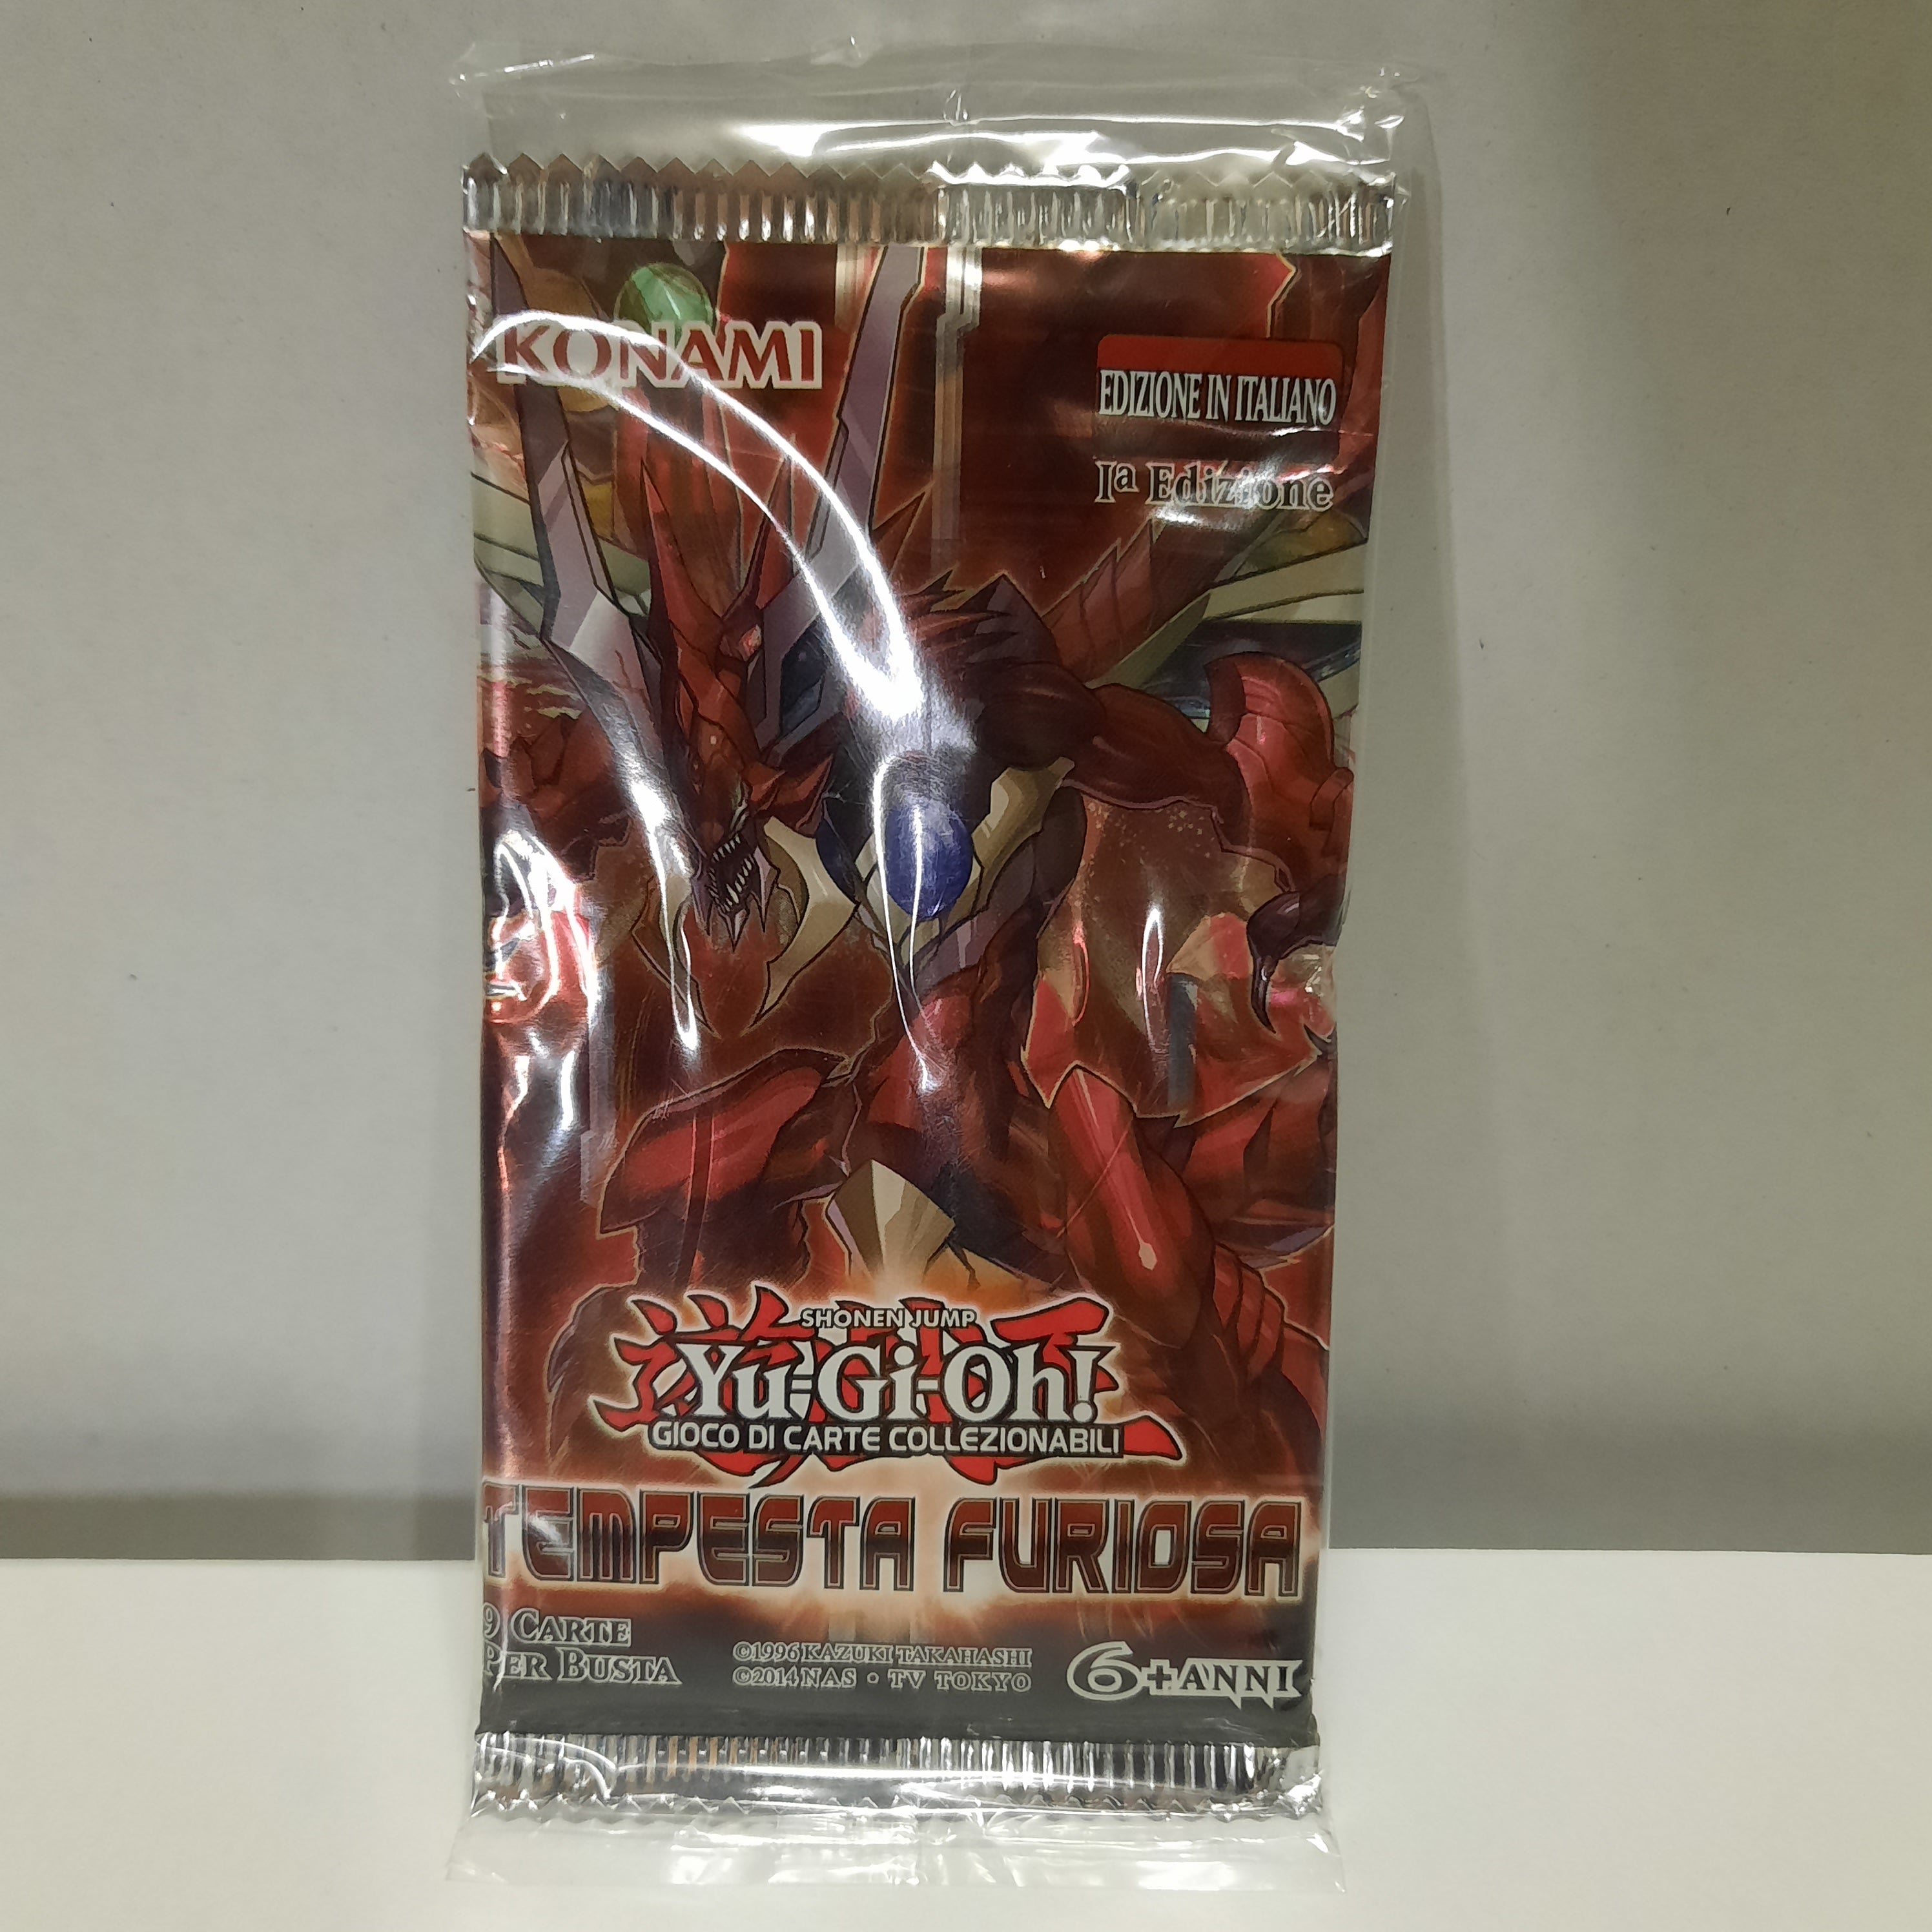 KONAMI
EDIZIONE IN ITALIANO
Iª Edizione
SHONEN JUMP
Yu-Gi-Oh!
GIOCO DI CARTE COLLEZIONABILI
TEMPESTA FURIOSA
9 CARTE
PER BUSTA
©1996 KAZUKI TAKAHASHI
©2014 NAS • TV TOKYO
6+ANNI